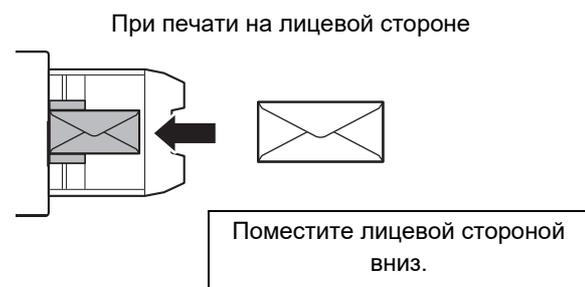 При печати на лицевой стороне
Поместите лицевой стороной
вниз.